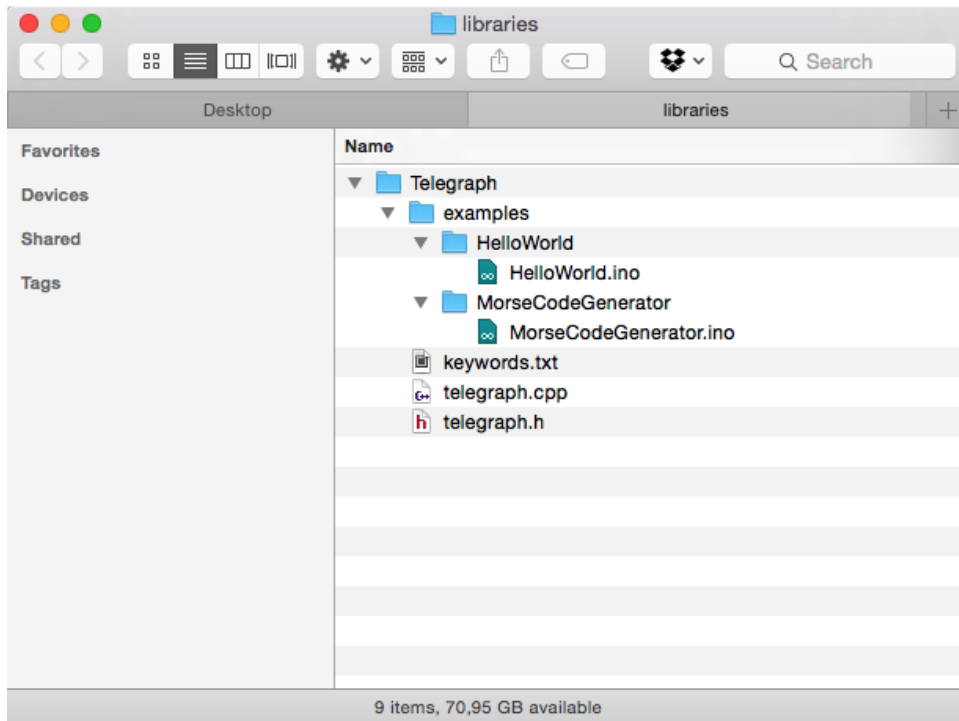 libraries
Search
Desktop libraries
Favorites
Devices
Shared
Tags
Name
Telegraph
examples
HelloWorld
HelloWorld.ino
MorseCodeGenerator
MorseCodeGenerator.ino
keywords.txt
telegraph.cpp
telegraph.h
9 items, 70,95 GB available